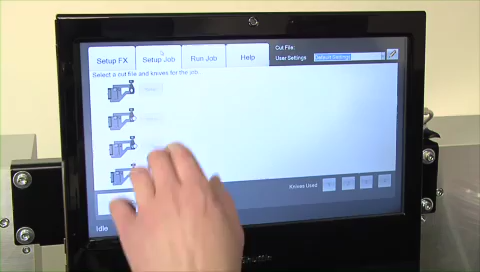 Setup FX
Setup Job
Run Job
Help
Cut File:
User Settings
Default Settings
Select a cut file and knives for the job.
Knives Used
Idle